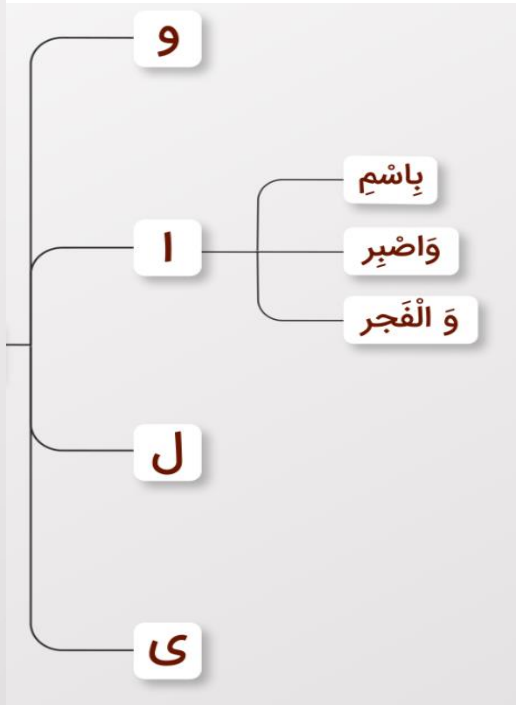 و
ا
بِاسْمِ
وَاصْبِر
وَ الْفَجر
ل
ی